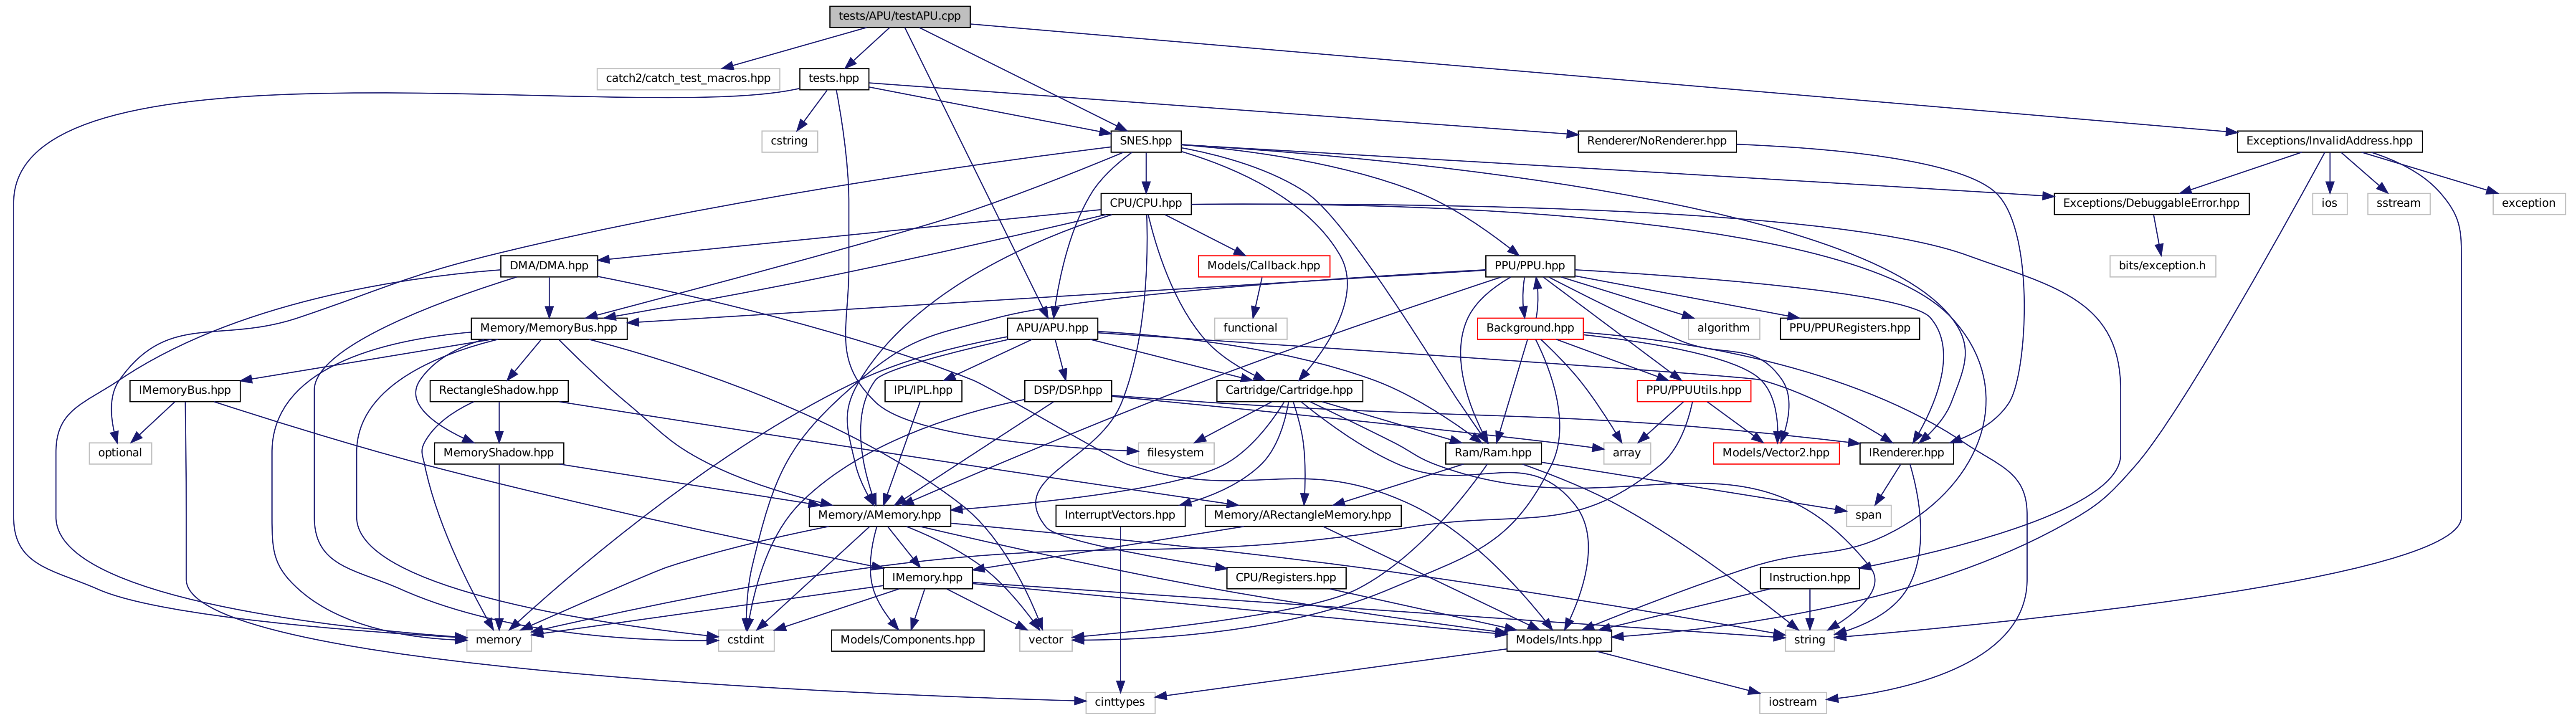 tests/APU/testAPU.cpp
catch2/catch_test_macros.hpp
tests.hpp
cstring
SNES.hpp
Renderer/NoRenderer.hpp
Exceptions/InvalidAddress.hpp
CPU/CPU.hpp
Exceptions/DebuggableError.hpp
ios
sstream
exception
DMA/DMA.hpp
Models/Callback.hpp
PPU/PPU.hpp
bits/exception.h
Memory/MemoryBus.hpp
APU/APU.hpp
functional
Background.hpp
algorithm
PPU/PPURegisters.hpp
IMemoryBus.hpp
RectangleShadow.hpp
IPL/IPL.hpp
DSP/DSP.hpp
Cartridge/Cartridge.hpp
PPU/PPUUtils.hpp
optional
MemoryShadow.hpp
filesystem
Ram/Ram.hpp
array
Models/Vector2.hpp
IRenderer.hpp
Memory/AMemory.hpp
InterruptVectors.hpp
Memory/ARectangleMemory.hpp
span
IMemory.hpp
CPU/Registers.hpp
Instruction.hpp
memory
cstdint
Models/Components.hpp
vector
Models/Ints.hpp
string
cinttypes
iostream